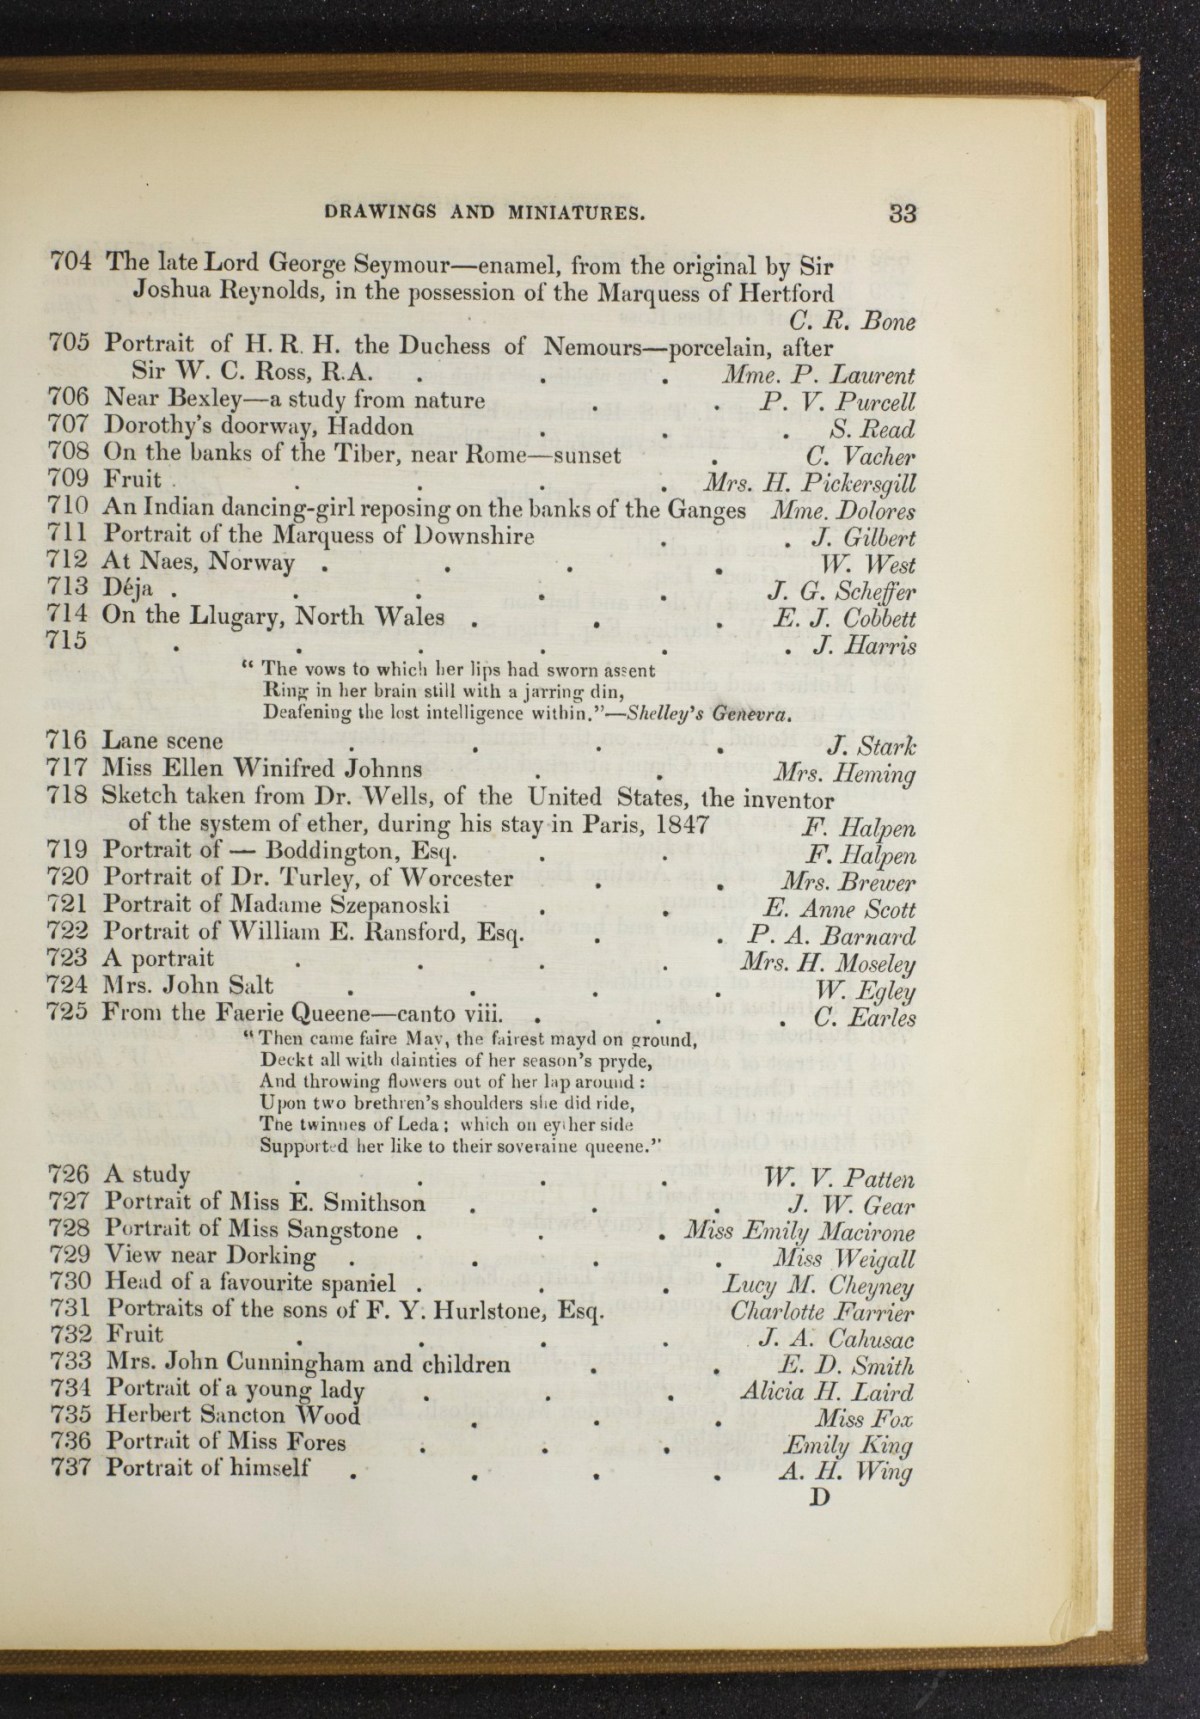 DRAWINGS AND MINIATURES. 33
704 The late Lord George Seymour—enamel, from the original by Sir
Joshua Reynolds, in the possession of the Marquess of Hertford
C. R. Bone
705 Portrait of H. R. H. the Duchess of Nemours—porcelain, after
Sir W. C. Ross, R.A. . . . Mme. P. Laurent
706 Near Bexley—a study from nature . . P. V. Purcell
707 Dorothy's doorway, Haddon . . . S. Read
708 On the banks of the Tiber, near Rome—sunset . C. Vacher
709 Fruit . . . . . Mrs. H. Pickersgill
710 An Indian dancing-girl reposing on the banks of the Ganges Mme. Dolores
711 Portrait of the Marquess of Downshire . . J. Gilbert
712 At Naes, Norway . . . . W. West
713 Déja . . . . . J. G. Scheffer
714 On the Llugary, North Wales . . . E. J. Cobbett
715 . . . . . . J. Harris
“ The vows to which her lips had sworn assent
Ring in her brain still with a jarring din,
Deafening the lost intelligence within.”—Shelley's Genevra.
716 Lane scene . . . . J. Stark
717 Miss Ellen Winifred Johnns . . Mrs. Heming
718 Sketch taken from Dr. Wells, of the United States, the inventor
of the system of ether, during his stay in Paris, 1847 F. Halpen
719 Portrait of — Boddington, Esq. . . F. Halpen
720 Portrait of Dr. Turley, of Worcester . . Mrs. Brewer
721 Portrait of Madame Szepanoski . . E. Anne Scott
722 Portrait of William E. Ransford, Esq. . . P. A. Barnard
723 A portrait . . . . Mrs. H. Moseley
724 Mrs. John Salt . . . . W. Egley
725 From the Faerie Queene—canto viii. . . . C. Earles
“ Then came faire May, the fairest mayd on ground,
Deckt all with dainties of her season's pryde,
And throwing flowers out of her lap around :
Upon two brethren's shoulders she did ride,
The twinnes of Leda ; which on eyther side
Supported her like to their soveraine queene.”
726 A study . . . . W. V. Patten
727 Portrait of Miss E. Smithson . . . J. W. Gear
728 Portrait of Miss Sangstone . . . Miss Emily Macirone
729 View near Dorking . . . . Miss Weigall
730 Head of a favourite spaniel . . . Lucy M. Cheyney
731 Portraits of the sons of F. Y. Hurlstone, Esq. Charlotte Farrier
732 Fruit . . . . . J. A. Cahusac
733 Mrs. John Cunningham and children . . E. D. Smith
734 Portrait of a young lady . . . Alicia H. Laird
735 Herbert Sancton Wood . . . Miss Fox
736 Portrait of Miss Fores . . . Emily King
737 Portrait of himself . . . . A. H. Wing
D